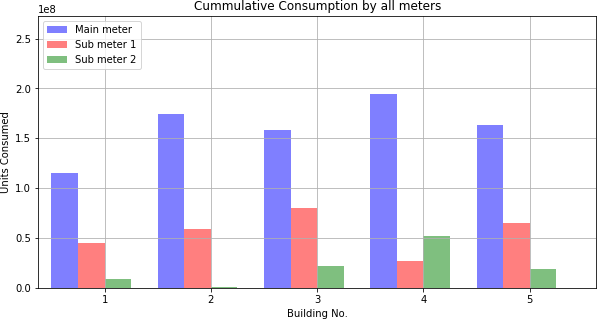 Cummulative Consumption by all meters
1e8
Main meter
Sub meter 1
Sub meter 2
2.5
2.0
1.5
1.0
0.5
0.0
Units Consumed
1 2 3 4 5
Building No.